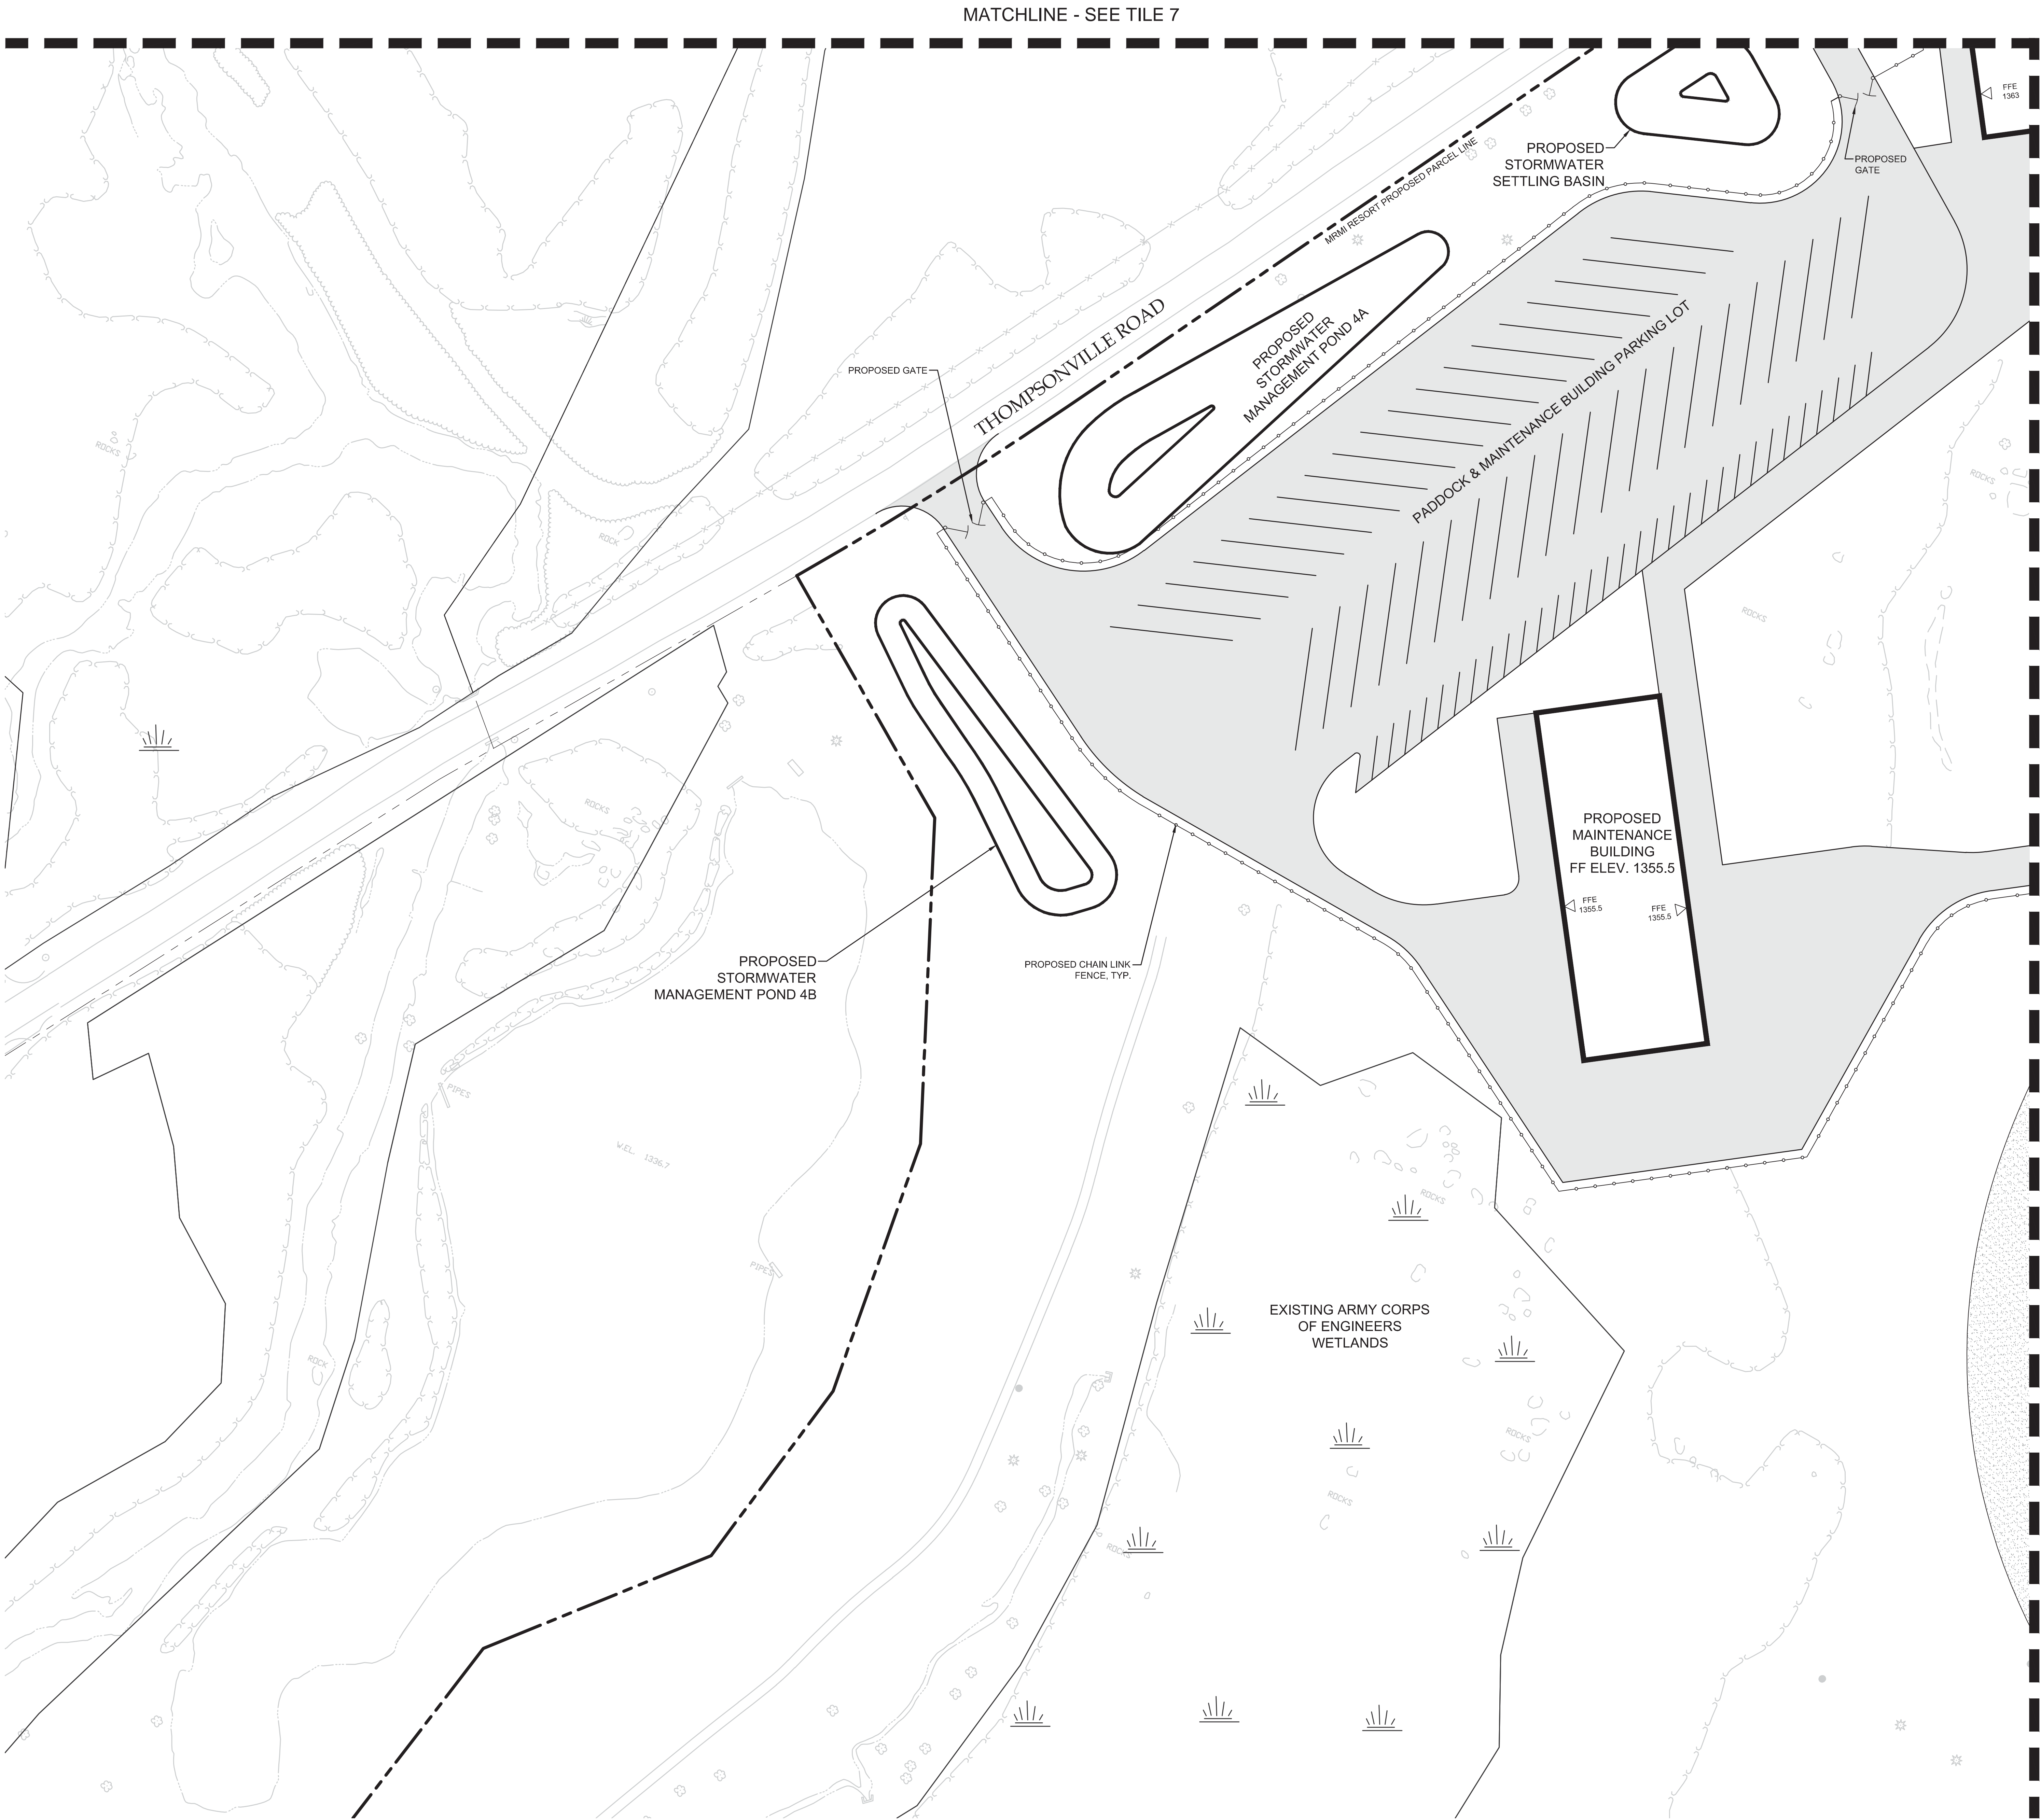 MATCHLINE - SEE TILE 7
FFE
1363
PROPOSED
STORMWATER
SETTLING BASIN
PROPOSED
GATE
MRMI RESORT PROPOSED PARCEL LINE
THOMPSONVILLE ROAD
PROPOSED
STORMWATER
MANAGEMENT POND 4A
PROPOSED GATE
PADDOCK & MAINTENANCE BUILDING PARKING LOT
ROCKS
ROCK
ROCKS
ROCKS
ROCKS
PROPOSED
MAINTENANCE
BUILDING
FF ELEV. 1355.5
FFE
1355.5
FFE
1355.5
PROPOSED
STORMWATER
MANAGEMENT POND 4B
PROPOSED CHAIN LINK
FENCE, TYP.
PIPES
W.EL. 1336.7
ROCKS
PIPES
EXISTING ARMY CORPS
OF ENGINEERS
WETLANDS
ROCK
ROCKS
ROCKS
ROCKS